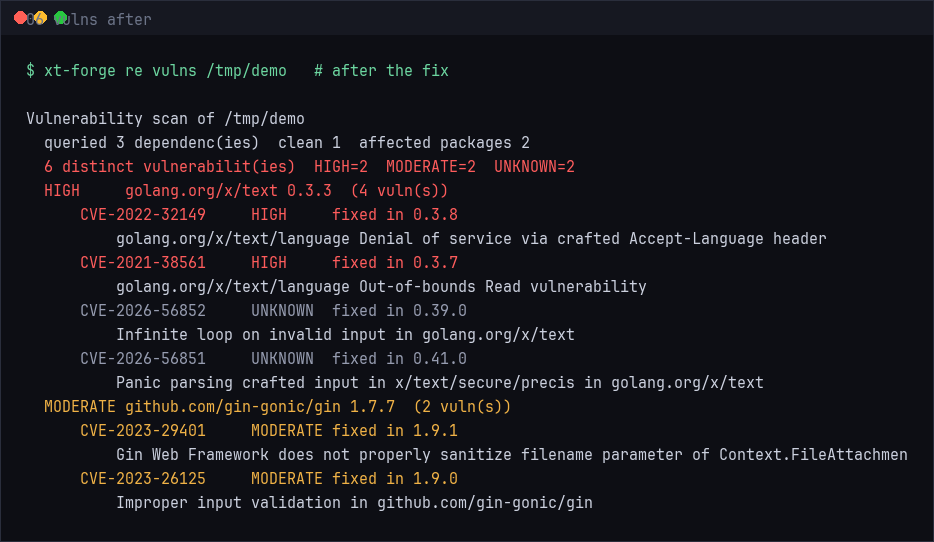 06 vulns after
$ xt-forge re vulns /tmp/demo   # after the fix
Vulnerability scan of /tmp/demo
queried 3 dependenc(ies)  clean 1  affected packages 2
6 distinct vulnerabilit(ies)  HIGH=2  MODERATE=2  UNKNOWN=2
HIGH     golang.org/x/text 0.3.3  (4 vuln(s))
CVE-2022-32149     HIGH     fixed in 0.3.8
golang.org/x/text/language Denial of service via crafted Accept-Language header
CVE-2021-38561     HIGH     fixed in 0.3.7
golang.org/x/text/language Out-of-bounds Read vulnerability
CVE-2026-56852     UNKNOWN  fixed in 0.39.0
Infinite loop on invalid input in golang.org/x/text
CVE-2026-56851     UNKNOWN  fixed in 0.41.0
Panic parsing crafted input in x/text/secure/precis in golang.org/x/text
MODERATE github.com/gin-gonic/gin 1.7.7  (2 vuln(s))
CVE-2023-29401     MODERATE fixed in 1.9.1
Gin Web Framework does not properly sanitize filename parameter of Context.FileAttachmen
CVE-2023-26125     MODERATE fixed in 1.9.0
Improper input validation in github.com/gin-gonic/gin